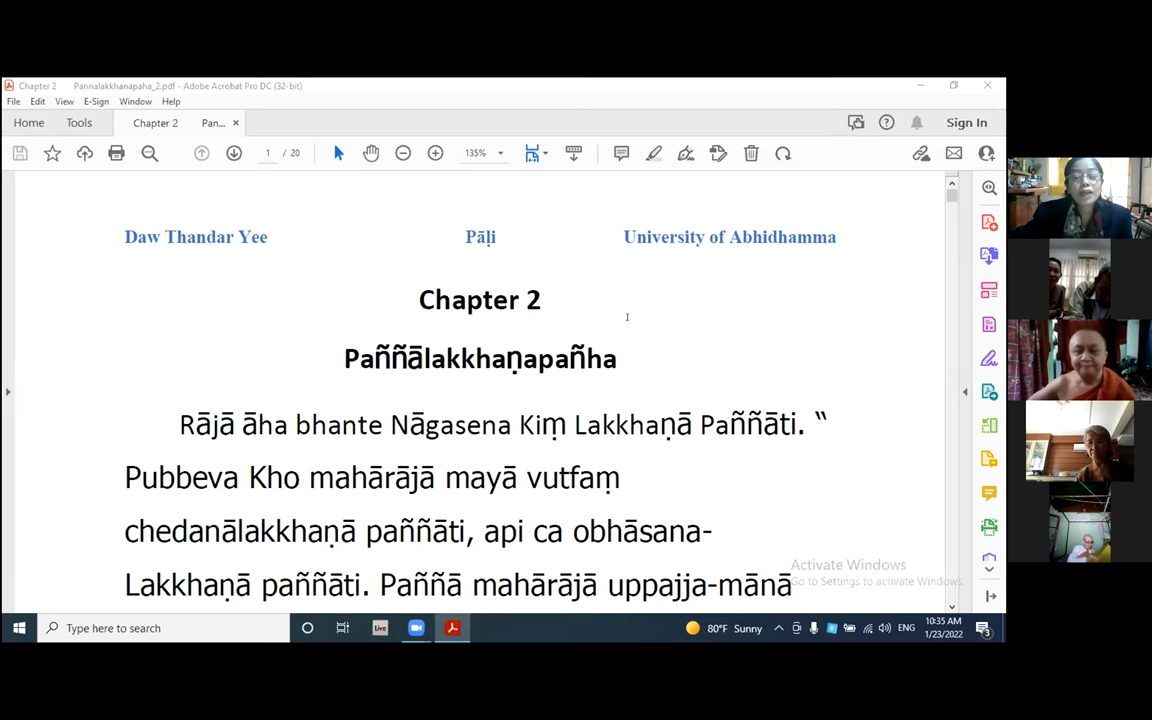 Chapter 2 Pannalakkhanapaha_2.pdf - Adobe Acrobat Pro DC (32-bit)
File Edit View E-Sign Window Help
Home Tools Chapter 2 Pan... × Sign In
1 / 20 135%
Daw Thandar Yee Pāḷi University of Abhidhamma
Chapter 2
Paññālakkhaṇapañha
Rājā āha bhante Nāgasena Kiṃ Lakkhaṇā Paññāti. “
Pubbeva Kho mahārājā mayā vutfaṃ
chedanālakkhaṇā paññāti, api ca obhāsana-
Lakkhaṇā paññāti. Paññā mahārājā uppajja-mānā
Activate Windows
Go to Settings to activate Windows.
Type here to search
Live
80°F Sunny
ENG
10:35 AM
1/23/2022
3